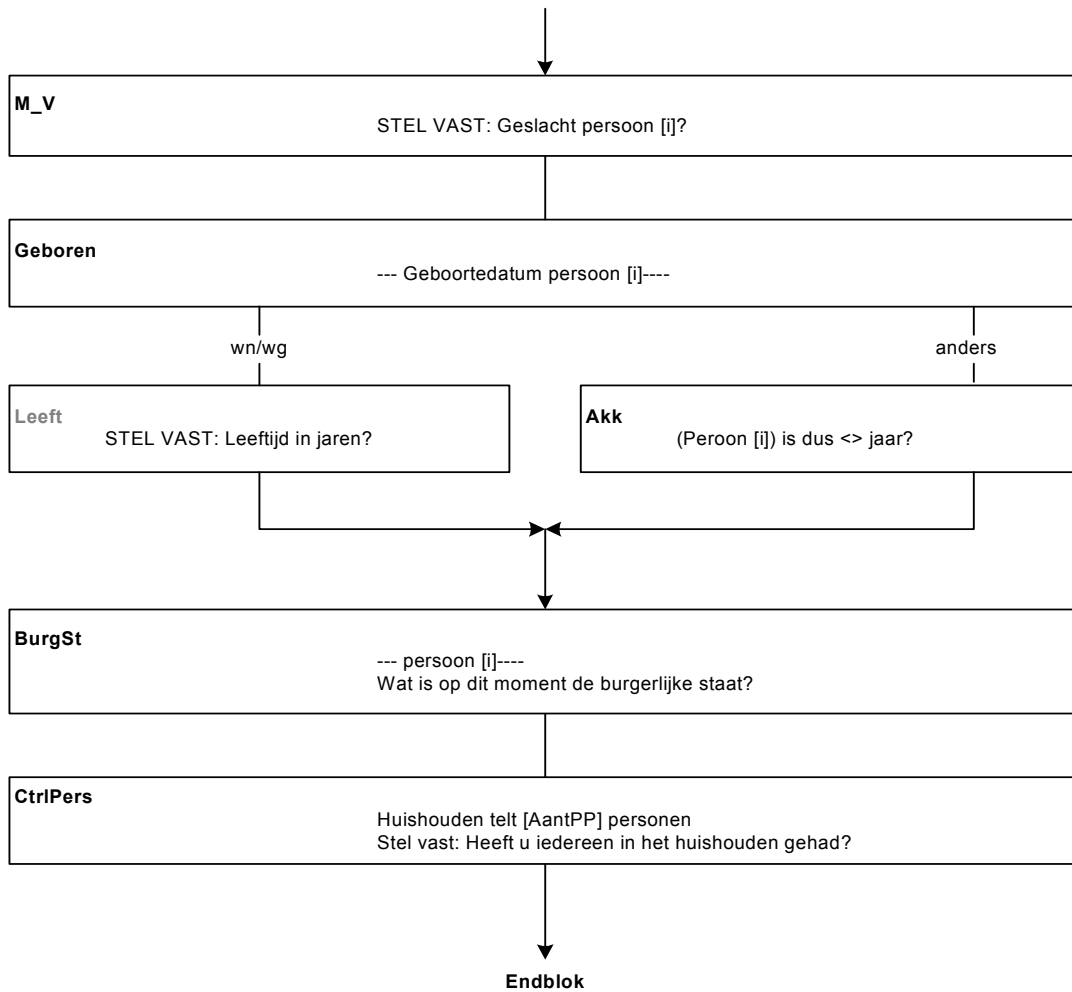 M_V
STEL VAST: Geslacht persoon [i]?
Geboren
--- Geboortedatum persoon [i]----
wn/wg
anders
Leeft
STEL VAST: Leeftijd in jaren?
Akk
(Peroon [i]) is dus <> jaar?
BurgSt
--- persoon [i]----
Wat is op dit moment de burgerlijke staat?
CtrlPers
Huishouden telt [AantPP] personen
Stel vast: Heeft u iedereen in het huishouden gehad?
Endblok